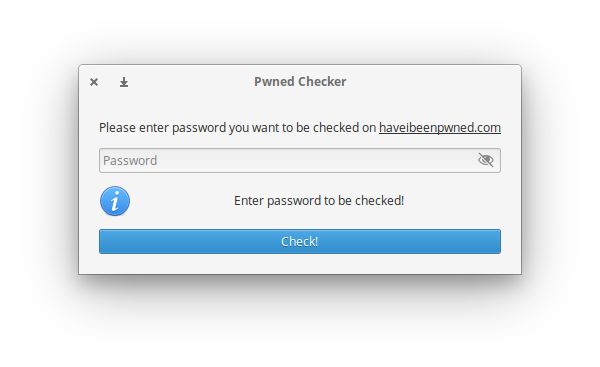 Pwned Checker
Please enter password you want to be checked on haveibeenpwned.com
Password
Enter password to be checked!
Check!